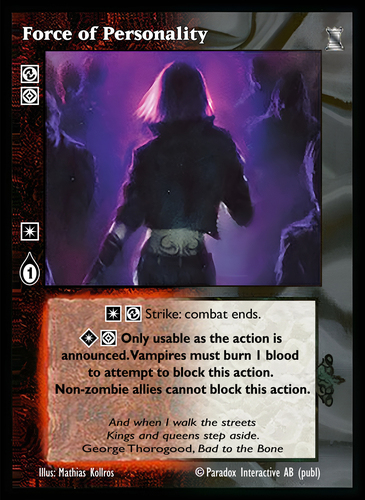 Force of Personality
1
Strike: combat ends.
Only usable as the action is
announced. Vampires must burn 1 blood
to attempt to block this action.
Non-zombie allies cannot block this action.
And when I walk the streets
Kings and queens step aside.
George Thorogood, Bad to the Bone
Illus: Mathias Kollros
© Paradox Interactive AB (publ)